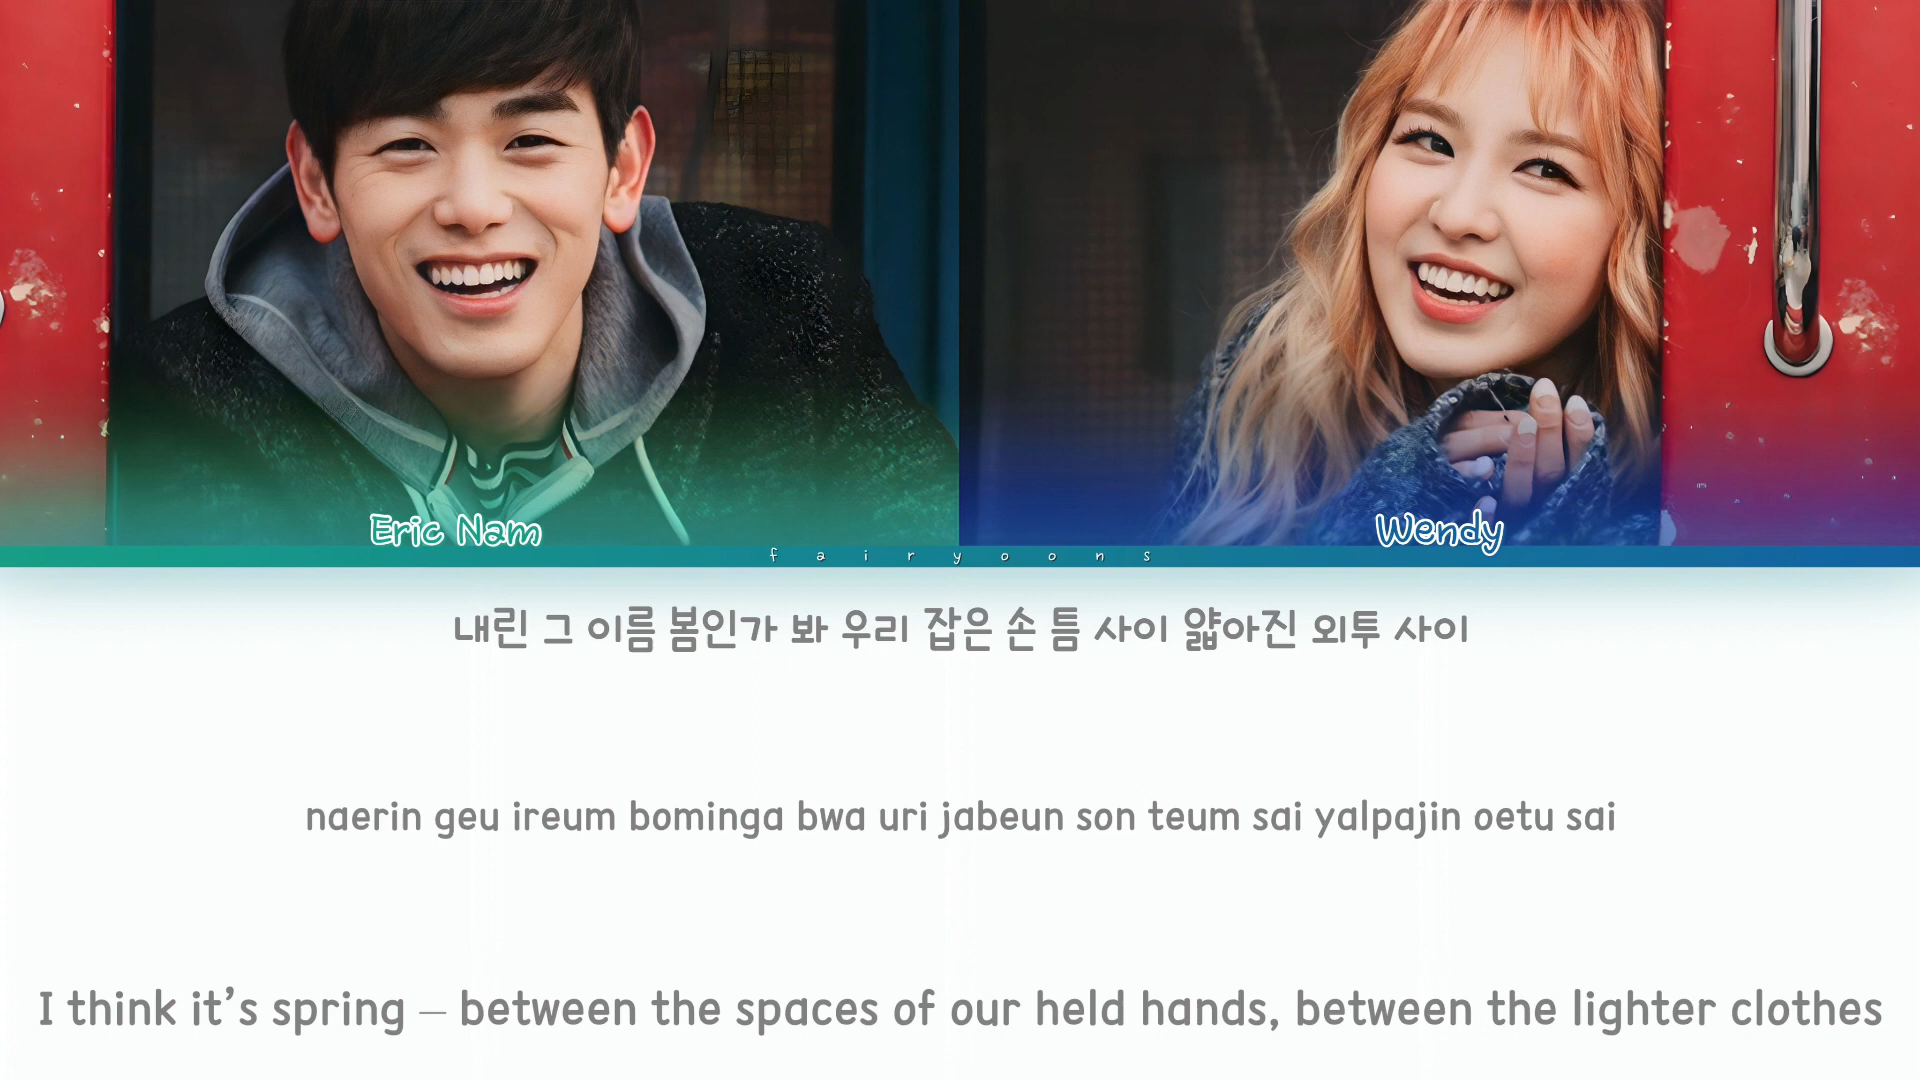 Eric Nam
Wendy
fairyoons
내린 그 이름 봄인가 봐 우리 잡은 손 틈 사이 얇아진 외투 사이
naerin geu ireum bominga bwa uri jabeun son teum sai yalpajin oetu sai
I think it’s spring – between the spaces of our held hands, between the lighter clothes